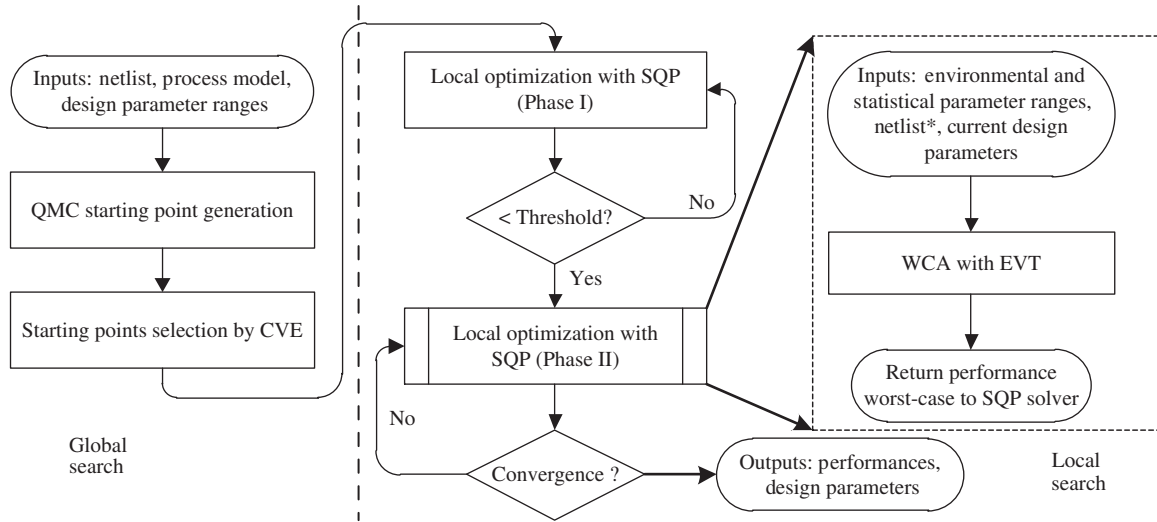 Inputs: netlist, process model,
design parameter ranges
QMC starting point generation
Starting points selection by CVE
Global
search
Local optimization with SQP
(Phase I)
< Threshold?
No
Yes
Local optimization with
SQP (Phase II)
No
Convergence ?
Outputs: performances,
design parameters
Inputs: environmental and
statistical parameter ranges,
netlist*, current design
parameters
WCA with EVT
Return performance
worst-case to SQP solver
Local
search